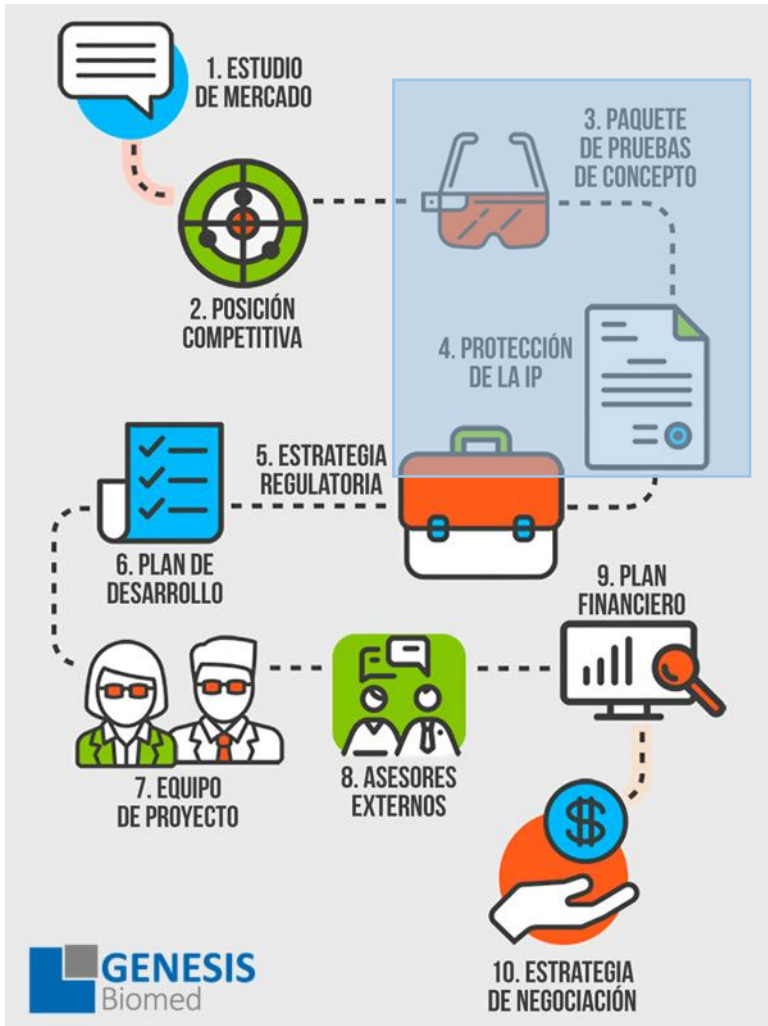 1. ESTUDIO
DE MERCADO
2. POSICIÓN
COMPETITIVA
3. PAQUETE
DE PRUEBAS
DE CONCEPTO
4. PROTECCIÓN
DE LA IP
5. ESTRATEGIA
REGULATORIA
6. PLAN DE
DESARROLLO
7. EQUIPO
DE PROYECTO
8. ASESORES
EXTERNOS
9. PLAN
FINANCIERO
$
10. ESTRATEGIA
DE NEGOCIACIÓN
GENESIS
Biomed